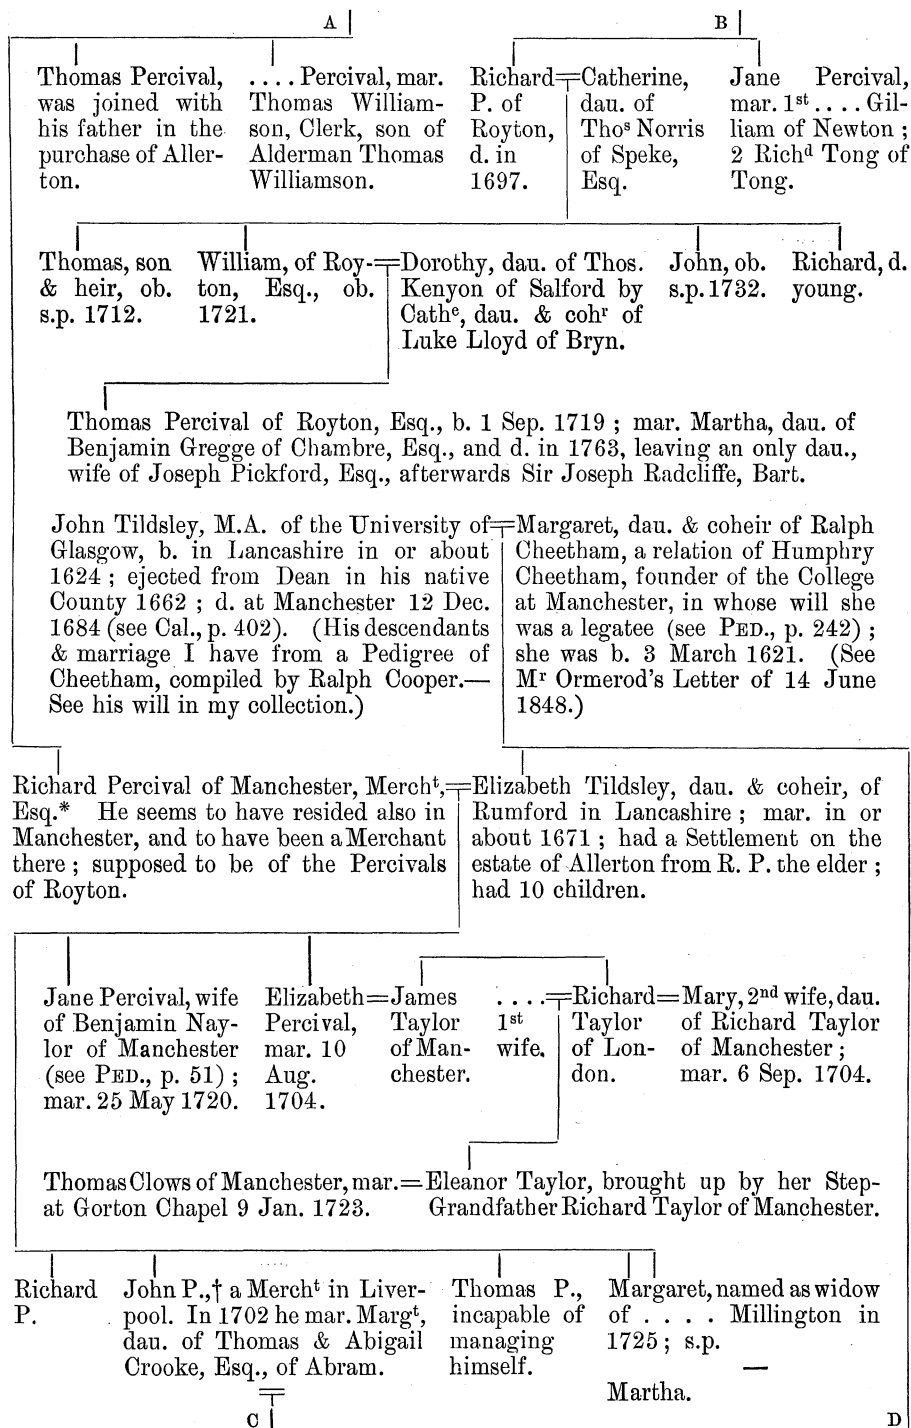 A
B
Thomas Percival,
was joined with
his father in the
purchase of Aller-
ton.
. . . . Percival, mar.
Thomas William-
son, Clerk, son of
Alderman Thomas
Williamson.
Richard
P. of
Royton,
d. in
1697.
Catherine,
dau. of
Thoˢ Norris
of Speke,
Esq.
Jane Percival,
mar. 1ˢᵗ . . . . Gil-
liam of Newton ;
2 Richᵈ Tong of
Tong.
Thomas, son
& heir, ob.
s.p. 1712.
William, of Roy-
ton, Esq., ob.
1721.
Dorothy, dau. of Thos.
Kenyon of Salford by
Cathᵉ, dau. & cohʳ of
Luke Lloyd of Bryn.
John, ob.
s.p. 1732.
Richard, d.
young.
Thomas Percival of Royton, Esq., b. 1 Sep. 1719 ; mar. Martha, dau. of
Benjamin Gregge of Chambre, Esq., and d. in 1763, leaving an only dau.,
wife of Joseph Pickford, Esq., afterwards Sir Joseph Radcliffe, Bart.
John Tildsley, M.A. of the University of
Glasgow, b. in Lancashire in or about
1624 ; ejected from Dean in his native
County 1662 ; d. at Manchester 12 Dec.
1684 (see Cal., p. 402). (His descendants
& marriage I have from a Pedigree of
Cheetham, compiled by Ralph Cooper.—
See his will in my collection.)
=Margaret, dau. & coheir of Ralph
Cheetham, a relation of Humphry
Cheetham, founder of the College
at Manchester, in whose will she
was a legatee (see PED., p. 242) ;
she was b. 3 March 1621. (See
Mʳ Ormerod's Letter of 14 June
1848.)
Richard Percival of Manchester, Merchᵗ,
Esq.* He seems to have resided also in
Manchester, and to have been a Merchant
there ; supposed to be of the Percivals
of Royton.
=Elizabeth Tildsley, dau. & coheir, of
Rumford in Lancashire ; mar. in or
about 1671 ; had a Settlement on the
estate of Allerton from R. P. the elder ;
had 10 children.
Jane Percival, wife
of Benjamin Nay-
lor of Manchester
(see PED., p. 51) ;
mar. 25 May 1720.
Elizabeth=
Percival,
mar. 10
Aug.
1704.
James
Taylor
of Man-
chester.
. . . .
1ˢᵗ
wife.
=Richard=
Taylor
of Lon-
don.
Mary, 2ⁿᵈ wife, dau.
of Richard Taylor
of Manchester ;
mar. 6 Sep. 1704.
Thomas Clows of Manchester, mar.=
at Gorton Chapel 9 Jan. 1723.
Eleanor Taylor, brought up by her Step-
Grandfather Richard Taylor of Manchester.
Richard
P.
John P.,† a Merchᵗ in Liver-
pool. In 1702 he mar. Margᵗ,
dau. of Thomas & Abigail
Crooke, Esq., of Abram.
Thomas P.,
incapable of
managing
himself.
Margaret, named as widow
of . . . . Millington in
1725 ; s.p.
—
Martha.
C
D